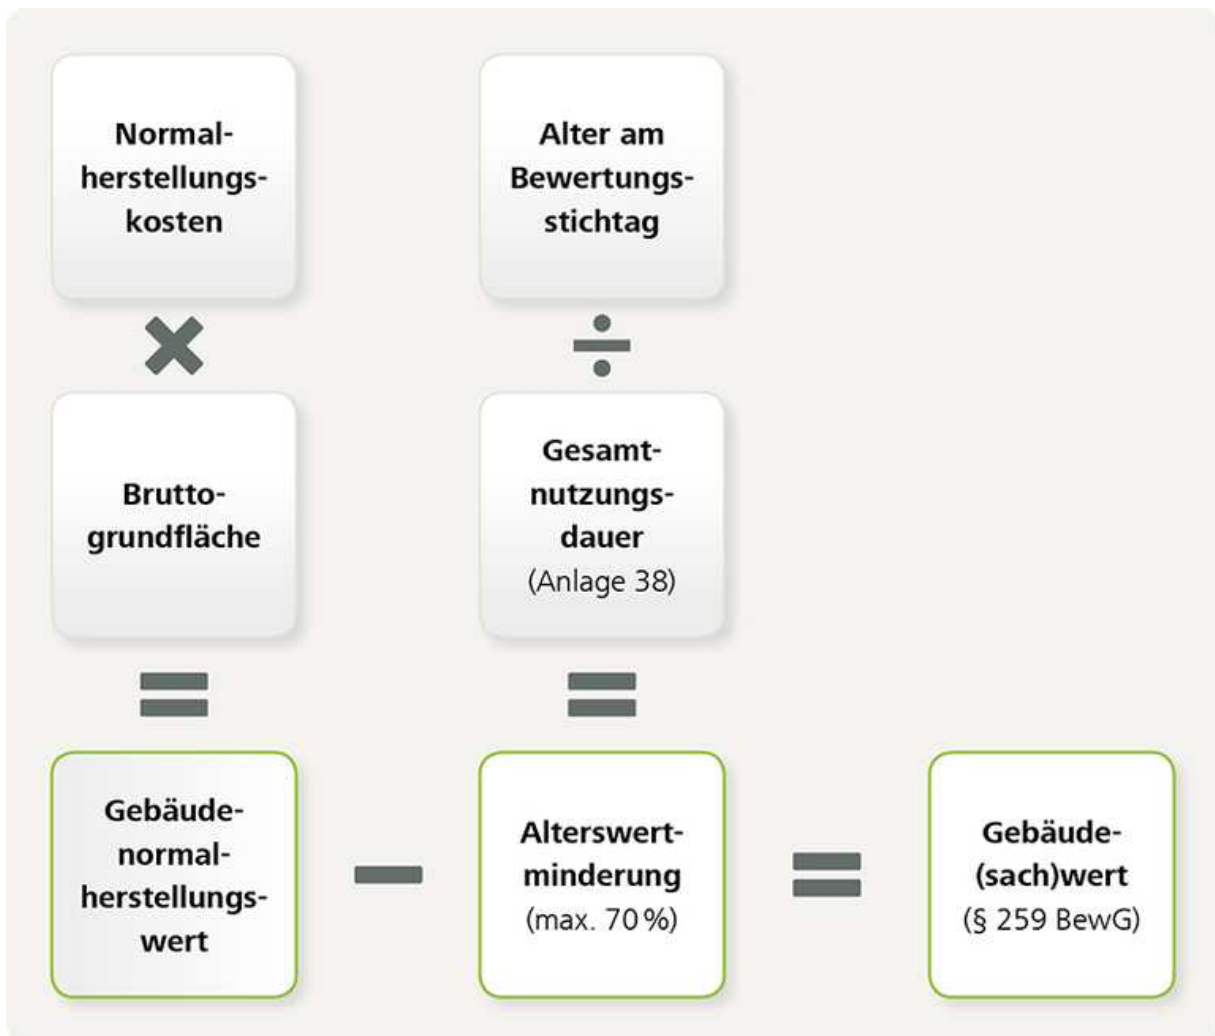 Normal-
herstellungs-
kosten
Alter am
Bewertungs-
stichtag
Brutto-
grundfläche
Gesamt-
nutzungs-
dauer
(Anlage 38)
Gebäude-
normal-
herstellungs-
wert
Alterswert-
minderung
(max. 70 %)
Gebäude-
(sach)wert
(§ 259 BewG)